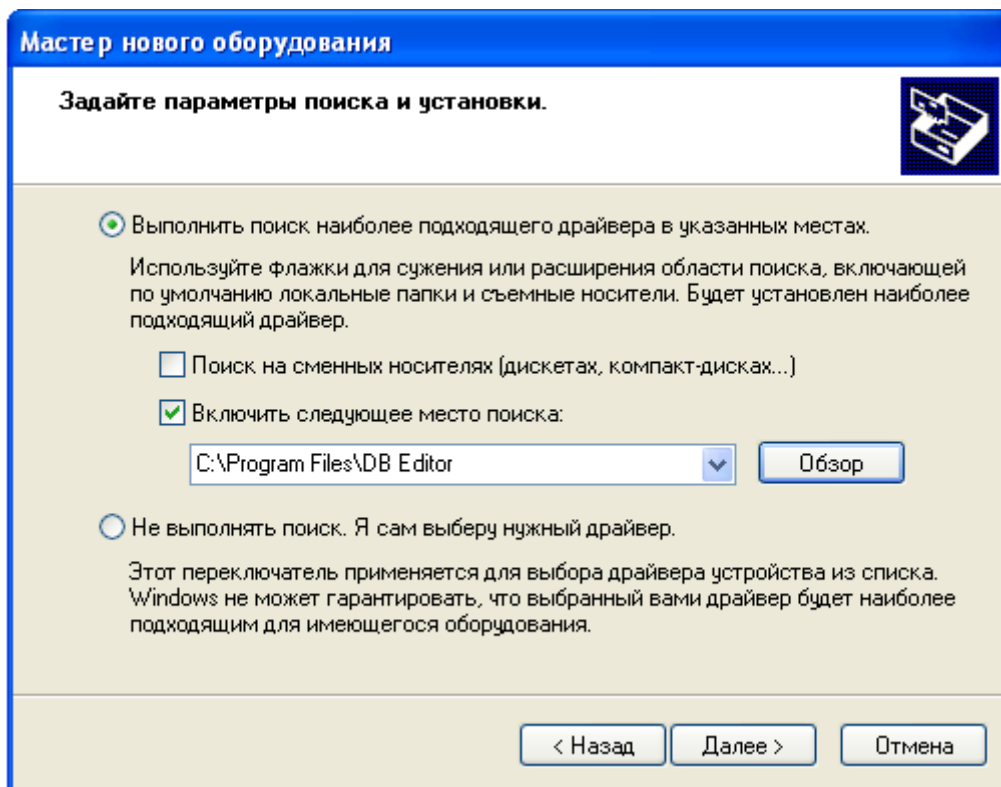 Мастер нового оборудования
Задайте параметры поиска и установки.
Выполнить поиск наиболее подходящего драйвера в указанных местах.
Используйте флажки для сужения или расширения области поиска, включающей
по умолчанию локальные папки и съемные носители. Будет установлен наиболее
подходящий драйвер.
Поиск на сменных носителях (дискетах, компакт-дисках...)
Включить следующее место поиска:
C:\Program Files\DB Editor
Обзор
Не выполнять поиск. Я сам выберу нужный драйвер.
Этот переключатель применяется для выбора драйвера устройства из списка.
Windows не может гарантировать, что выбранный вами драйвер будет наиболее
подходящим для имеющегося оборудования.
< Назад Далее > Отмена